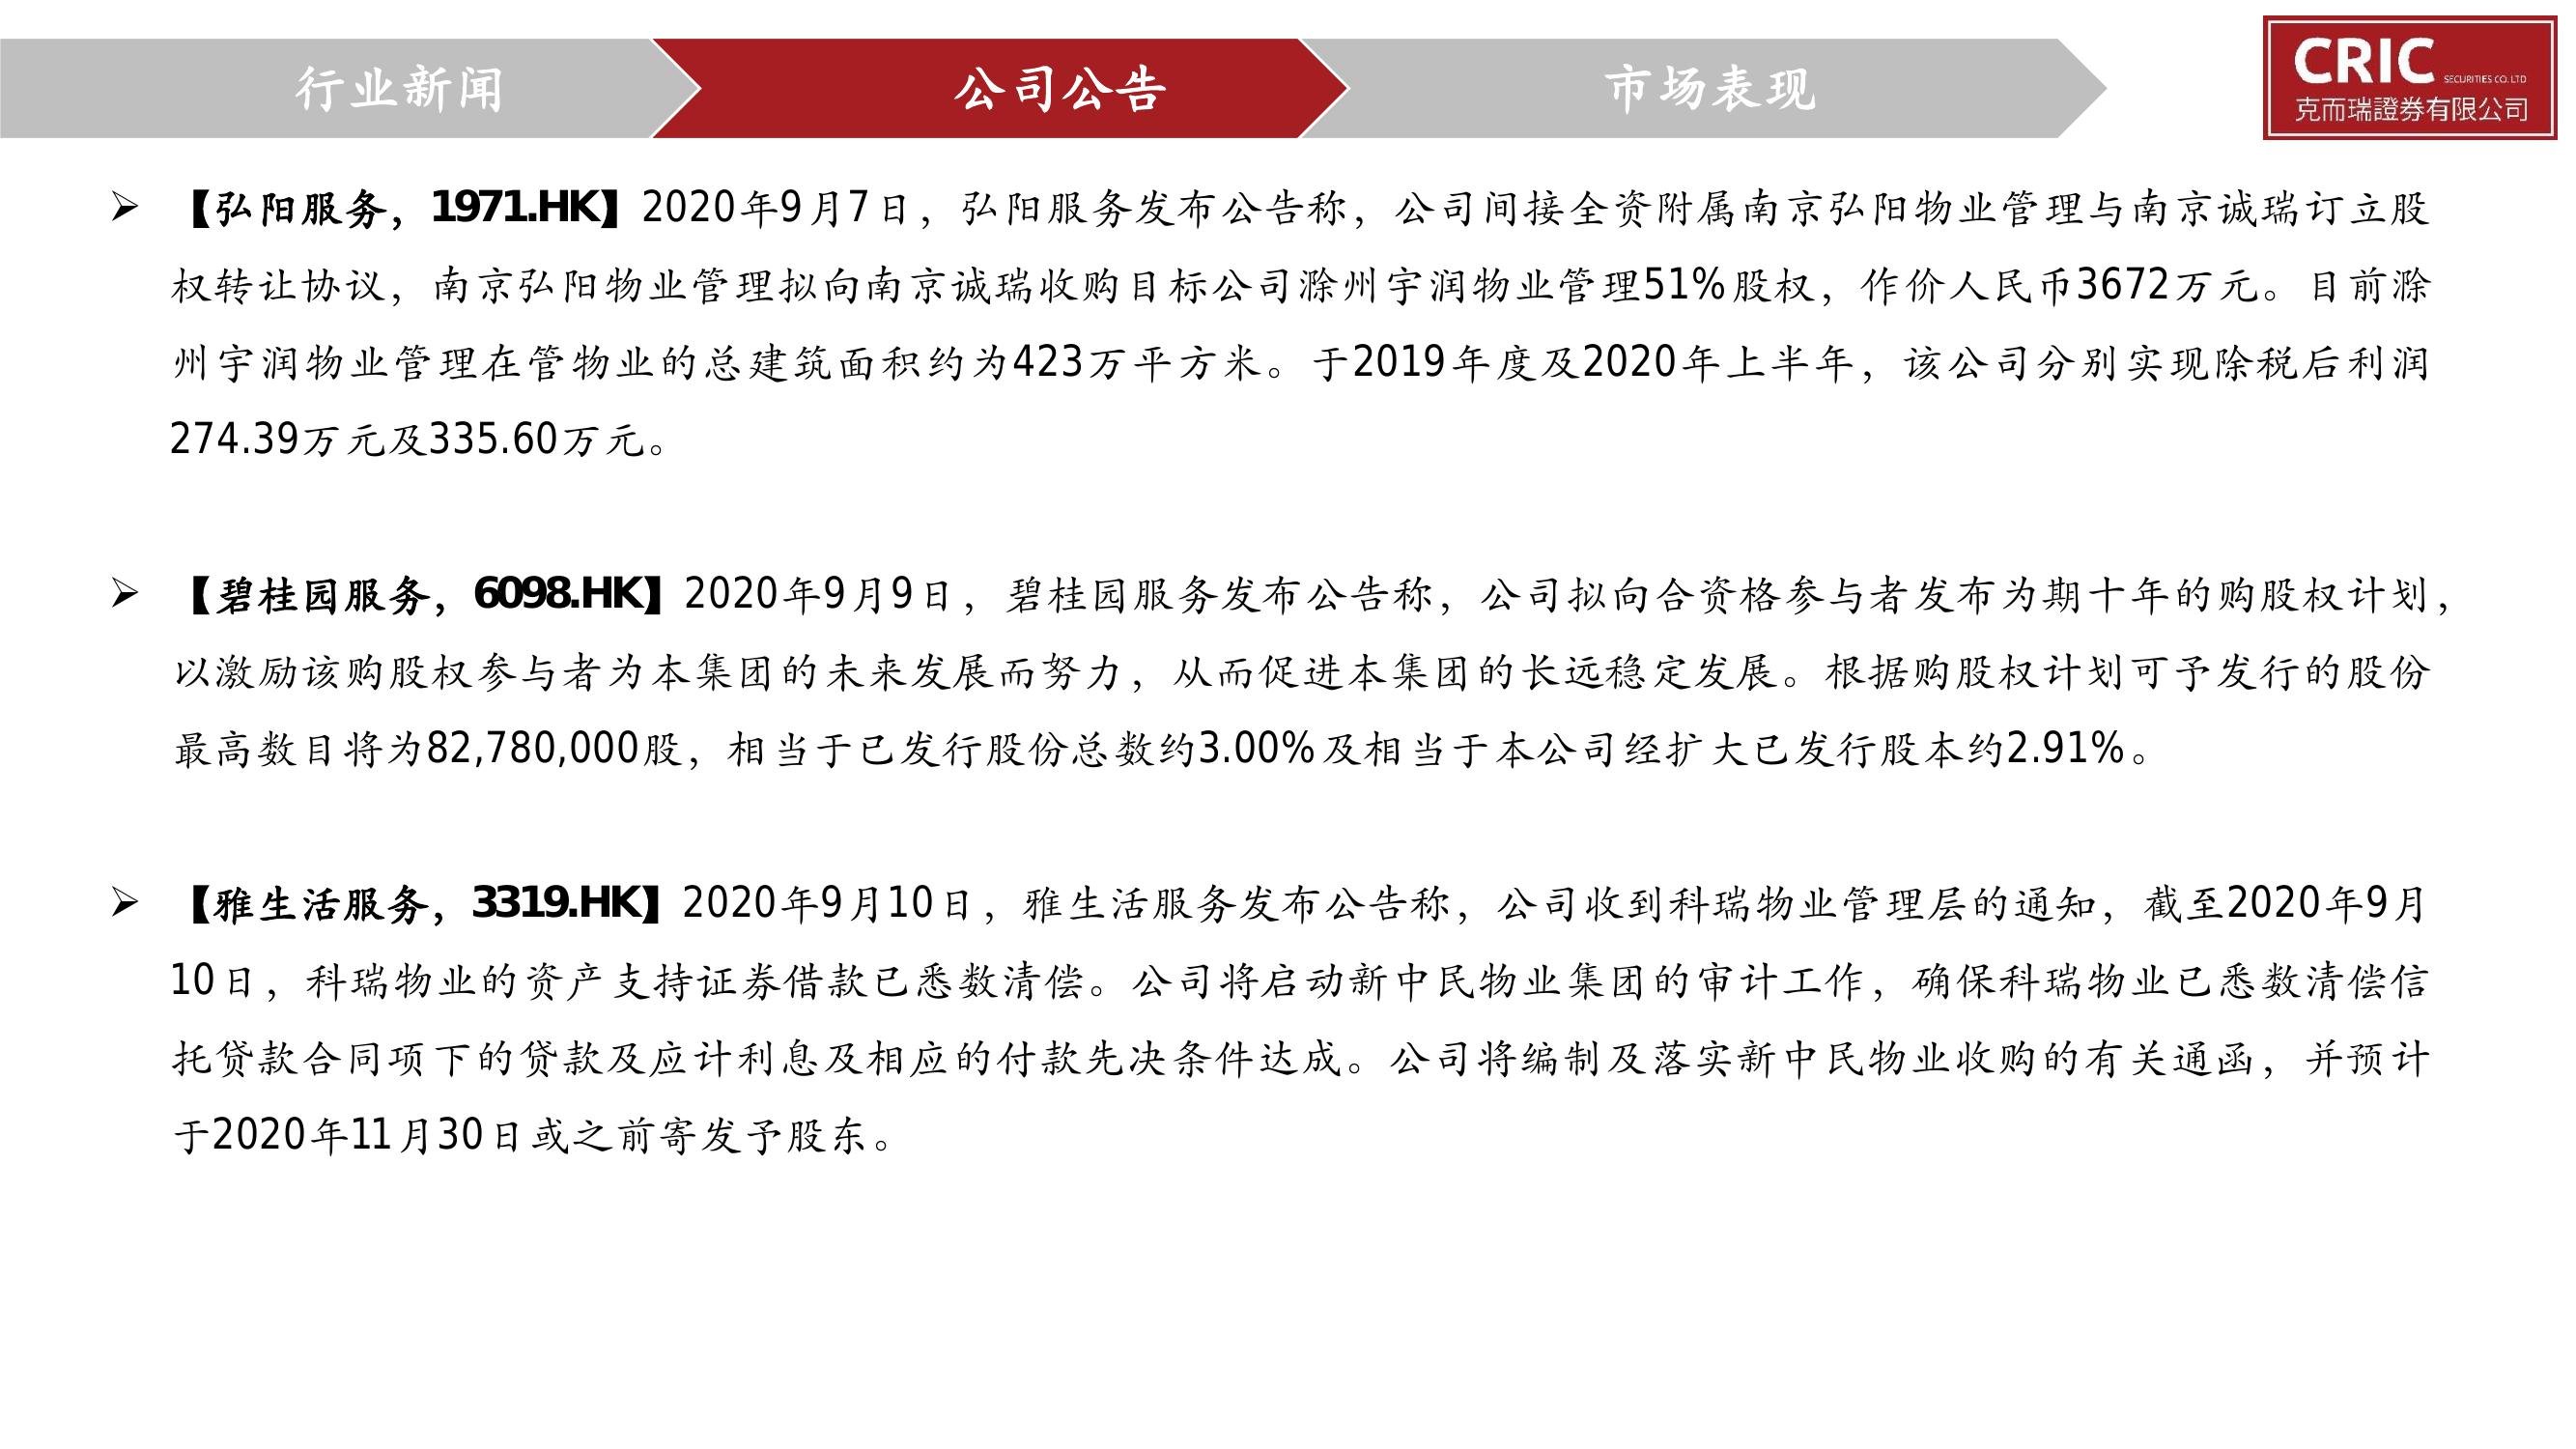 行业新闻
公司公告
市场表现
CRIC SECURITIES CO. LTD
克而瑞證券有限公司
➢ 【弘阳服务，1971.HK】2020年9月7日，弘阳服务发布公告称，公司间接全资附属南京弘阳物业管理与南京诚瑞订立股
权转让协议，南京弘阳物业管理拟向南京诚瑞收购目标公司滁州宇润物业管理51%股权，作价人民币3672万元。目前滁
州宇润物业管理在管物业的总建筑面积约为423万平方米。于2019年度及2020年上半年，该公司分别实现除税后利润
274.39万元及335.60万元。
➢ 【碧桂园服务，6098.HK】2020年9月9日，碧桂园服务发布公告称，公司拟向合资格参与者发布为期十年的购股权计划，
以激励该购股权参与者为本集团的未来发展而努力，从而促进本集团的长远稳定发展。根据购股权计划可予发行的股份
最高数目将为82,780,000股，相当于已发行股份总数约3.00%及相当于本公司经扩大已发行股本约2.91%。
➢ 【雅生活服务，3319.HK】2020年9月10日，雅生活服务发布公告称，公司收到科瑞物业管理层的通知，截至2020年9月
10日，科瑞物业的资产支持证券借款已悉数清偿。公司将启动新中民物业集团的审计工作，确保科瑞物业已悉数清偿信
托贷款合同项下的贷款及应计利息及相应的付款先决条件达成。公司将编制及落实新中民物业收购的有关通函，并预计
于2020年11月30日或之前寄发予股东。